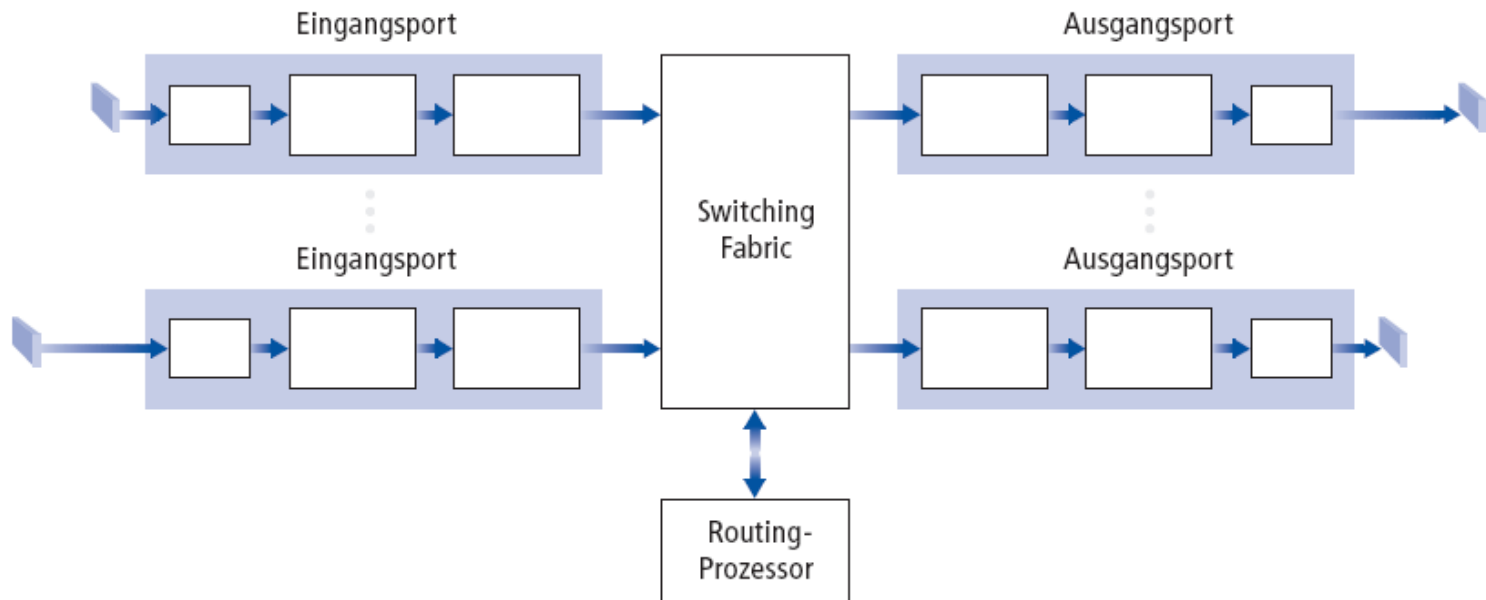 Eingangsport
Ausgangsport
Switching
Fabric
Eingangsport
Ausgangsport
Routing-
Prozessor